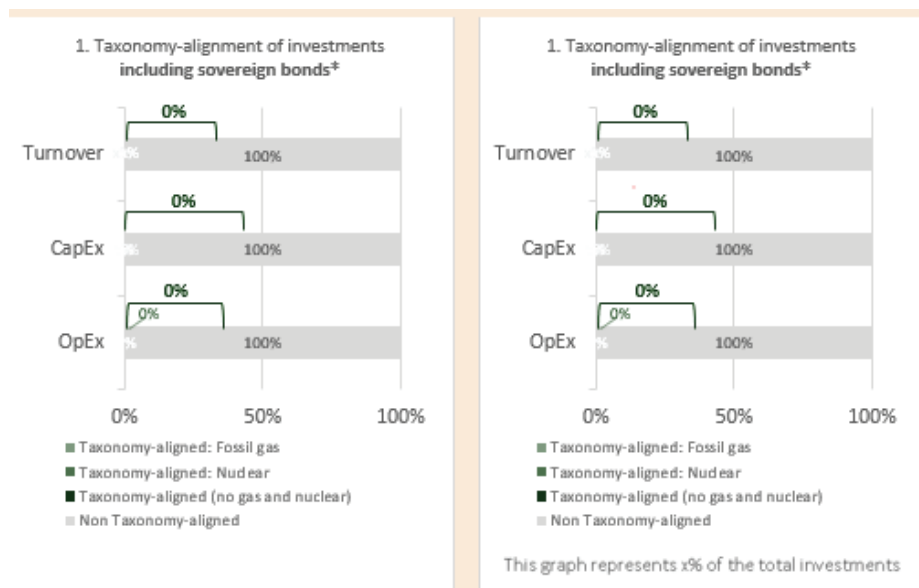 1. Taxonomy-alignment of investments
including sovereign bonds*
0%
Turnover
100%
0%
CapEx
100%
0%
0%
OpEx
100%
0% 50% 100%
Taxonomy-aligned: Fossil gas
Taxonomy-aligned: Nuclear
Taxonomy-aligned (no gas and nuclear)
Non Taxonomy-aligned
1. Taxonomy-alignment of investments
including sovereign bonds*
0%
Turnover
100%
0%
CapEx
100%
0%
0%
OpEx
100%
0% 50% 100%
Taxonomy-aligned: Fossil gas
Taxonomy-aligned: Nuclear
Taxonomy-aligned (no gas and nuclear)
Non Taxonomy-aligned
This graph represents x% of the total investments